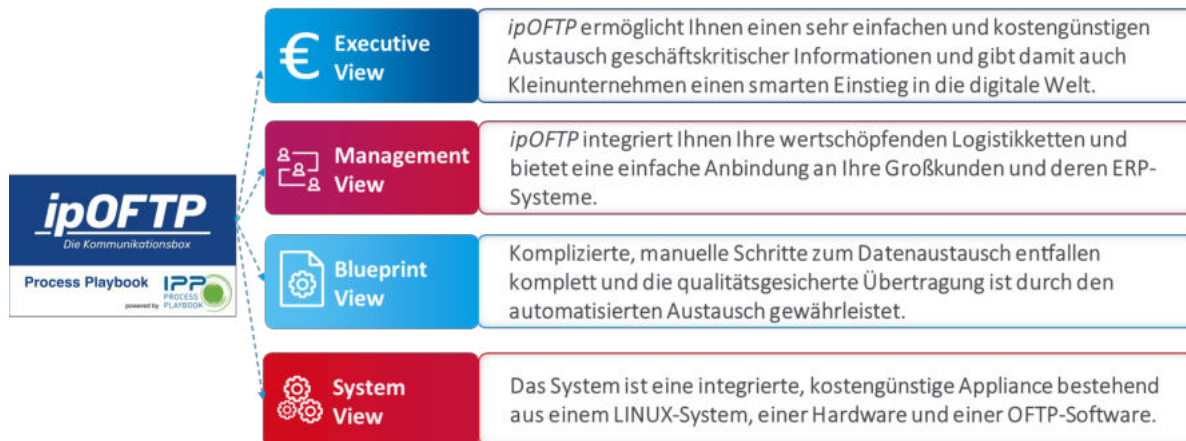 ipOFTP
Die Kommunikationsbox
Process Playbook
IPP
PROCESS
powered by PLAYBOOK
€ Executive
View
ipOFTP ermöglicht Ihnen einen sehr einfachen und kostengünstigen
Austausch geschäftskritischer Informationen und gibt damit auch
Kleinunternehmen einen smarten Einstieg in die digitale Welt.
Management
View
ipOFTP integriert Ihnen Ihre wertschöpfenden Logistikketten und
bietet eine einfache Anbindung an Ihre Großkunden und deren ERP-
Systeme.
Blueprint
View
Komplizierte, manuelle Schritte zum Datenaustausch entfallen
komplett und die qualitätsgesicherte Übertragung ist durch den
automatisierten Austausch gewährleistet.
System
View
Das System ist eine integrierte, kostengünstige Appliance bestehend
aus einem LINUX-System, einer Hardware und einer OFTP-Software.